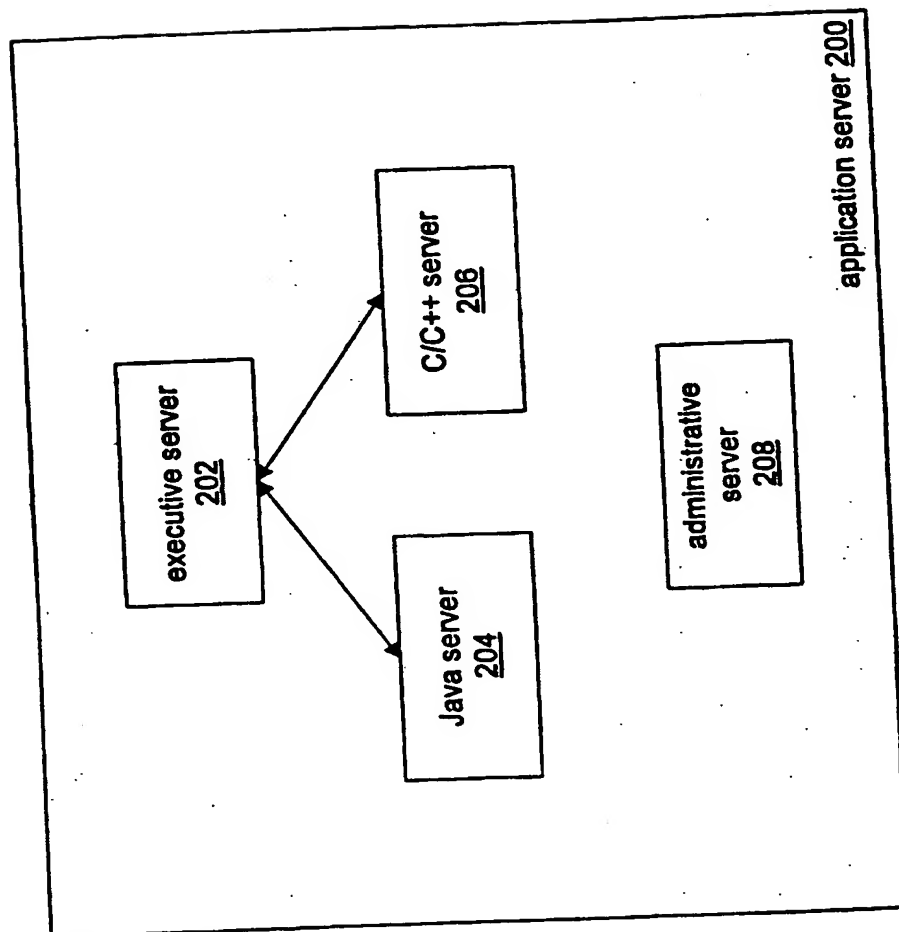 executive server
202
Java server
204
C/C++ server
206
administrative
server
208
application server 200